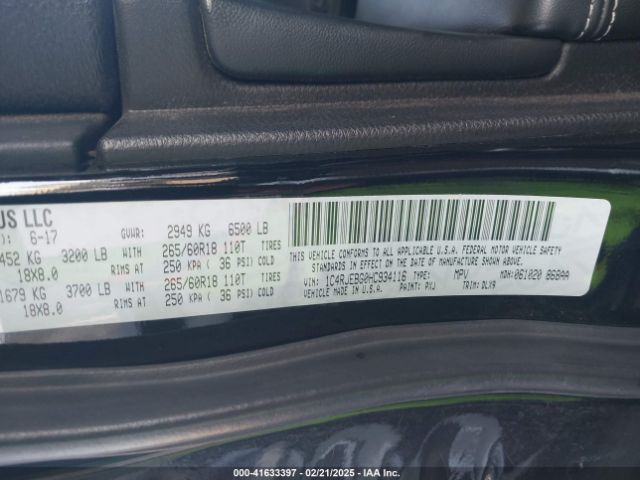 US LLC
): 6-17 GVWR: 2949 KG 6500 LB
452 KG 3200 LB WITH 265/60R18 110T TIRES
18X8.0 RIMS AT 250 KPA ( 36 PSI) COLD
1679 KG 3700 LB WITH 265/60R18 110T TIRES
18X8.0 RIMS AT 250 KPA ( 36 PSI) COLD
THIS VEHICLE CONFORMS TO ALL APPLICABLE U.S.A. FEDERAL MOTOR VEHICLE SAFETY
STANDARDS IN EFFECT ON THE DATE OF MANUFACTURE SHOWN ABOVE.
VIN: 1C4RJEBG0HC934116 TYPE: MPV MDH:061020 868AA
VEHICLE MADE IN U.S.A. PAINT: PXJ TRIM: DLX9
000-41633397 - 02/21/2025 - IAA Inc.